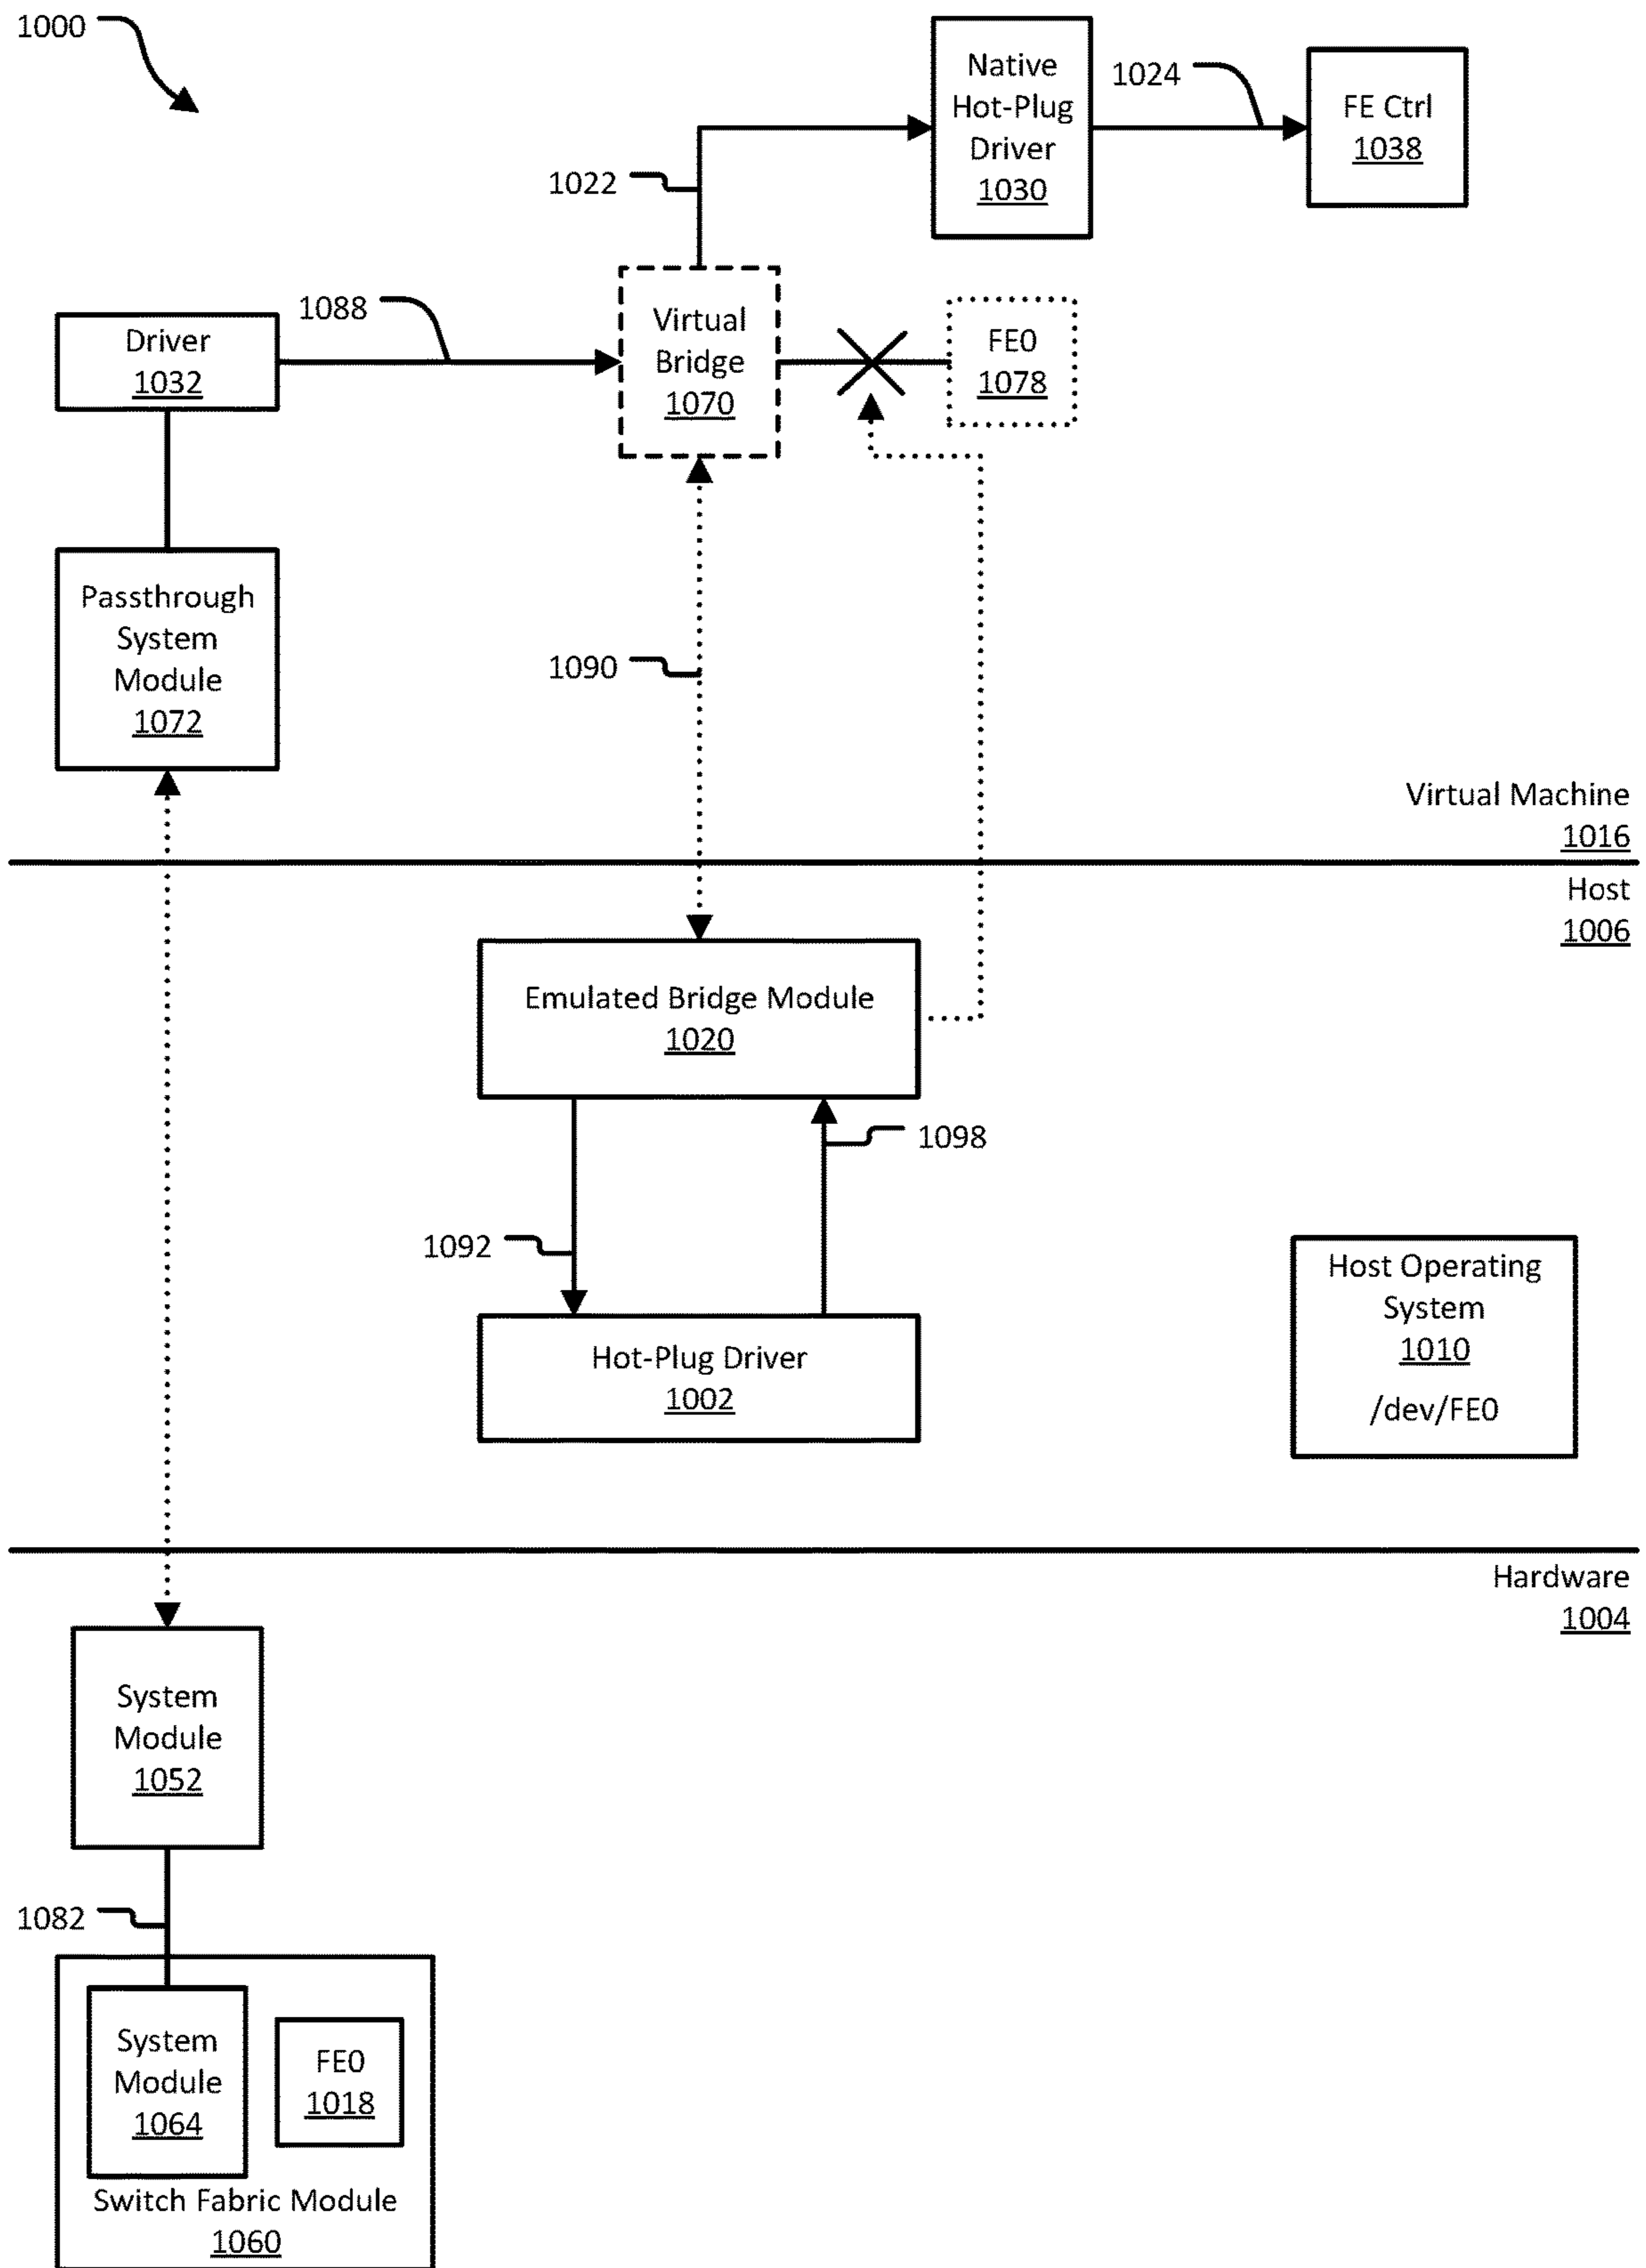 1000
Native
Hot-Plug
Driver
1030
1024
FE Ctrl
1038
1022
1088
Driver
1032
Virtual
Bridge
1070
FE0
1078
Passthrough
System
Module
1072
1090
Virtual Machine
1016
Host
1006
Emulated Bridge Module
1020
1098
1092
Hot-Plug Driver
1002
Host Operating
System
1010
/dev/FE0
Hardware
1004
System
Module
1052
1082
System
Module
1064
FE0
1018
Switch Fabric Module
1060